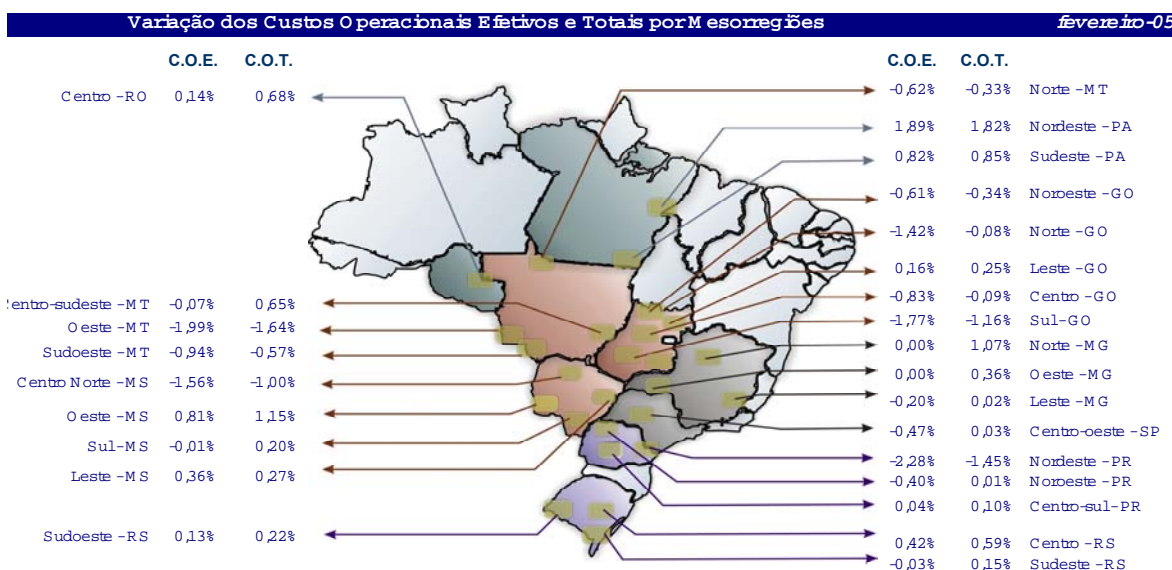 Variação dos Custos Operacionais Efetivos e Totais por Mesorregiões fevereiro-05
C.O.E. C.O.T.
Centro -RO 0,14% 0,68%
Centro-sudeste -MT -0,07% 0,65%
Oeste -MT -1,99% -1,64%
Sudoeste -MT -0,94% -0,57%
Centro Norte -MS -1,56% -1,00%
Oeste -MS 0,81% 1,15%
Sul-MS -0,01% 0,20%
Leste -MS 0,36% 0,27%
Sudoeste -RS 0,13% 0,22%
C.O.E. C.O.T.
-0,62% -0,33% Norte -MT
1,89% 1,82% Nordeste -PA
0,82% 0,85% Sudeste -PA
-0,61% -0,34% Noroeste -GO
-1,42% -0,08% Norte -GO
0,16% 0,25% Leste -GO
-0,83% -0,09% Centro -GO
-1,77% -1,16% Sul-GO
0,00% 1,07% Norte -MG
0,00% 0,36% Oeste -MG
-0,20% 0,02% Leste -MG
-0,47% 0,03% Centro-oeste -SP
-2,28% -1,45% Nordeste -PR
-0,40% 0,01% Noroeste -PR
0,04% 0,10% Centro-sul-PR
0,42% 0,59% Centro -RS
-0,03% 0,15% Sudeste -RS